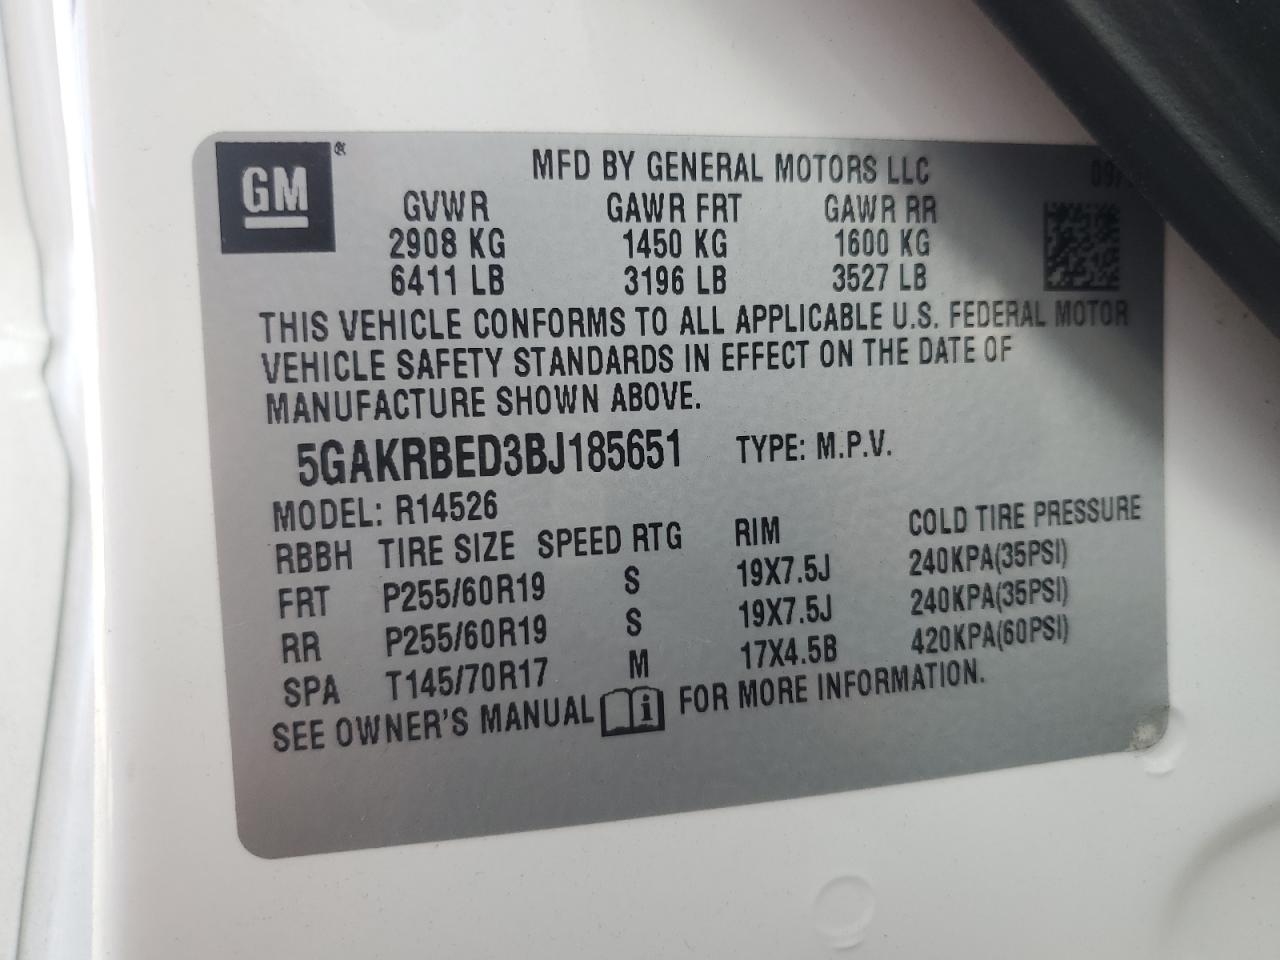 GM®
MFD BY GENERAL MOTORS LLC
GVWR GAWR FRT GAWR RR
2908 KG 1450 KG 1600 KG
6411 LB 3196 LB 3527 LB
THIS VEHICLE CONFORMS TO ALL APPLICABLE U.S. FEDERAL MOTOR
VEHICLE SAFETY STANDARDS IN EFFECT ON THE DATE OF
MANUFACTURE SHOWN ABOVE.
5GAKRBED3BJ185651 TYPE: M.P.V.
MODEL: R14526
RBBH TIRE SIZE SPEED RTG RIM COLD TIRE PRESSURE
FRT P255/60R19 S 19X7.5J 240KPA(35PSI)
RR P255/60R19 S 19X7.5J 240KPA(35PSI)
SPA T145/70R17 M 17X4.5B 420KPA(60PSI)
SEE OWNER'S MANUAL i FOR MORE INFORMATION.